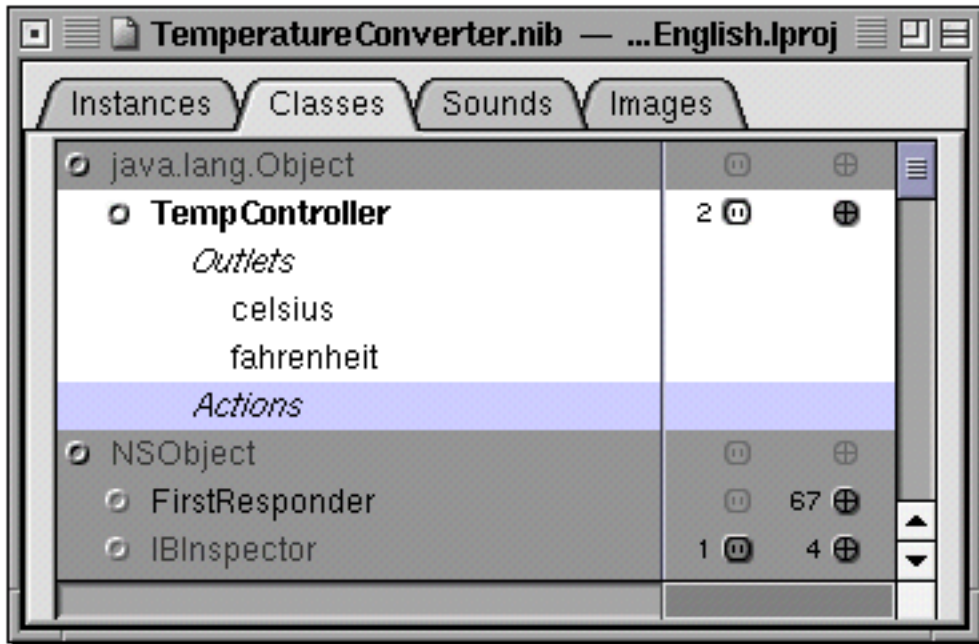 TemperatureConverter.nib — ...English.lproj
Instances Classes Sounds Images
java.lang.Object
TempController 2
Outlets
celsius
fahrenheit
Actions
NSObject
FirstResponder 67
IBInspector 1 4